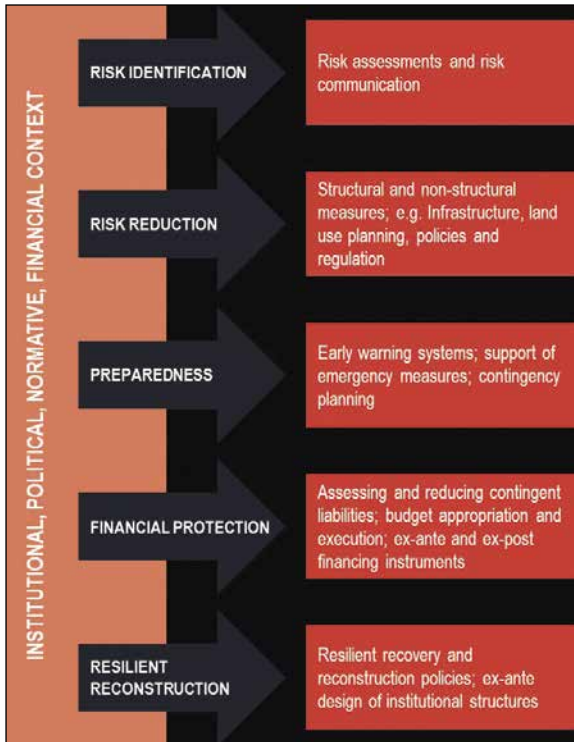 INSTITUTIONAL, POLITICAL, NORMATIVE, FINANCIAL CONTEXT
RISK IDENTIFICATION
Risk assessments and risk
communication
RISK REDUCTION
Structural and non-structural
measures; e.g. Infrastructure, land
use planning, policies and
regulation
PREPAREDNESS
Early warning systems; support of
emergency measures; contingency
planning
FINANCIAL PROTECTION
Assessing and reducing contingent
liabilities; budget appropriation and
execution; ex-ante and ex-post
financing instruments
RESILIENT
RECONSTRUCTION
Resilient recovery and
reconstruction policies; ex-ante
design of institutional structures